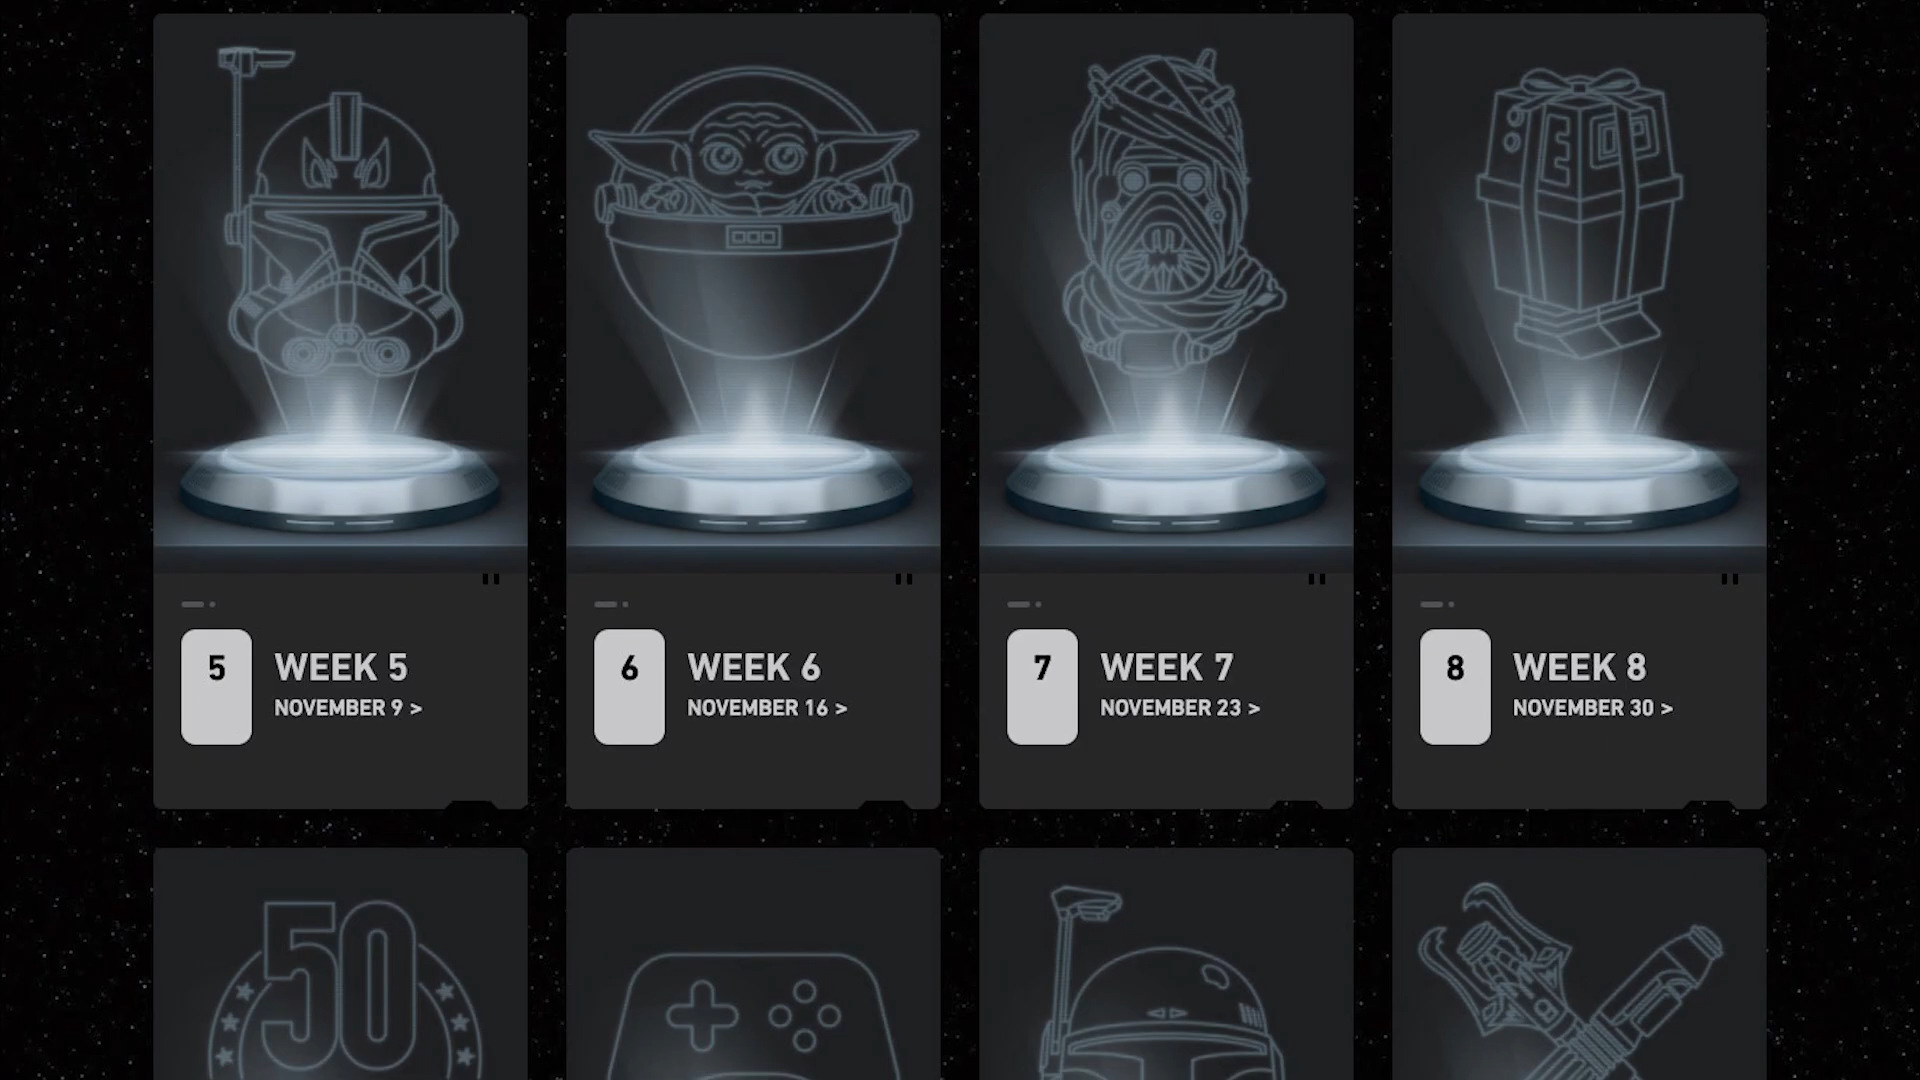 5
WEEK 5
NOVEMBER 9 >
6
WEEK 6
NOVEMBER 16 >
7
WEEK 7
NOVEMBER 23 >
8
WEEK 8
NOVEMBER 30 >
50